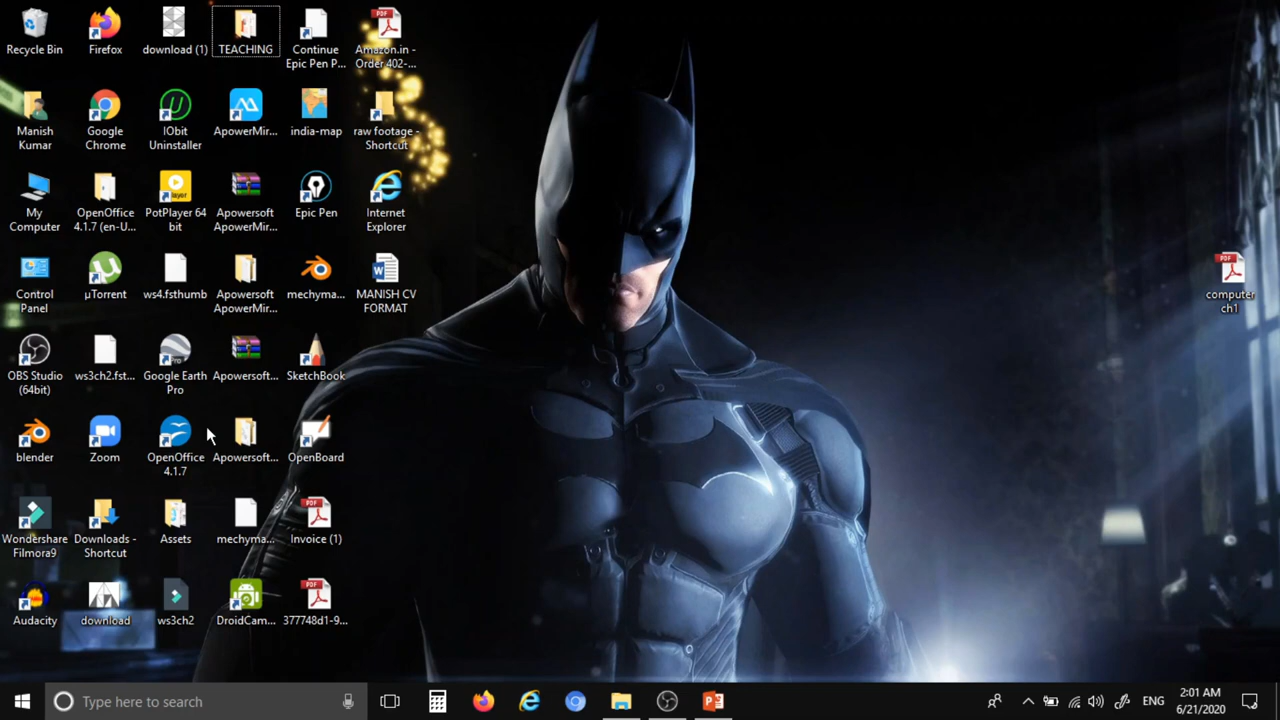 Recycle Bin
Firefox
download (1)
TEACHING
Continue
Epic Pen P...
Amazon.in -
Order 402-...
Manish
Kumar
Google
Chrome
IObit
Uninstaller
ApowerMir...
india-map
raw footage -
Shortcut
My
Computer
OpenOffice
4.1.7 (en-U...
PotPlayer 64
bit
Apowersoft
ApowerMir...
Epic Pen
Internet
Explorer
Control
Panel
µTorrent
ws4.fsthumb
Apowersoft
ApowerMir...
mechyma...
MANISH CV
FORMAT
OBS Studio
(64bit)
ws3ch2.fst...
Google Earth
Pro
Apowersoft...
SketchBook
blender
Zoom
OpenOffice
4.1.7
Apowersoft...
OpenBoard
Wondershare
Filmora9
Downloads -
Shortcut
Assets
mechyma...
Invoice (1)
Audacity
download
ws3ch2
DroidCam...
377748d1-9...
computer
ch1
Type here to search
ENG
2:01 AM
6/21/2020